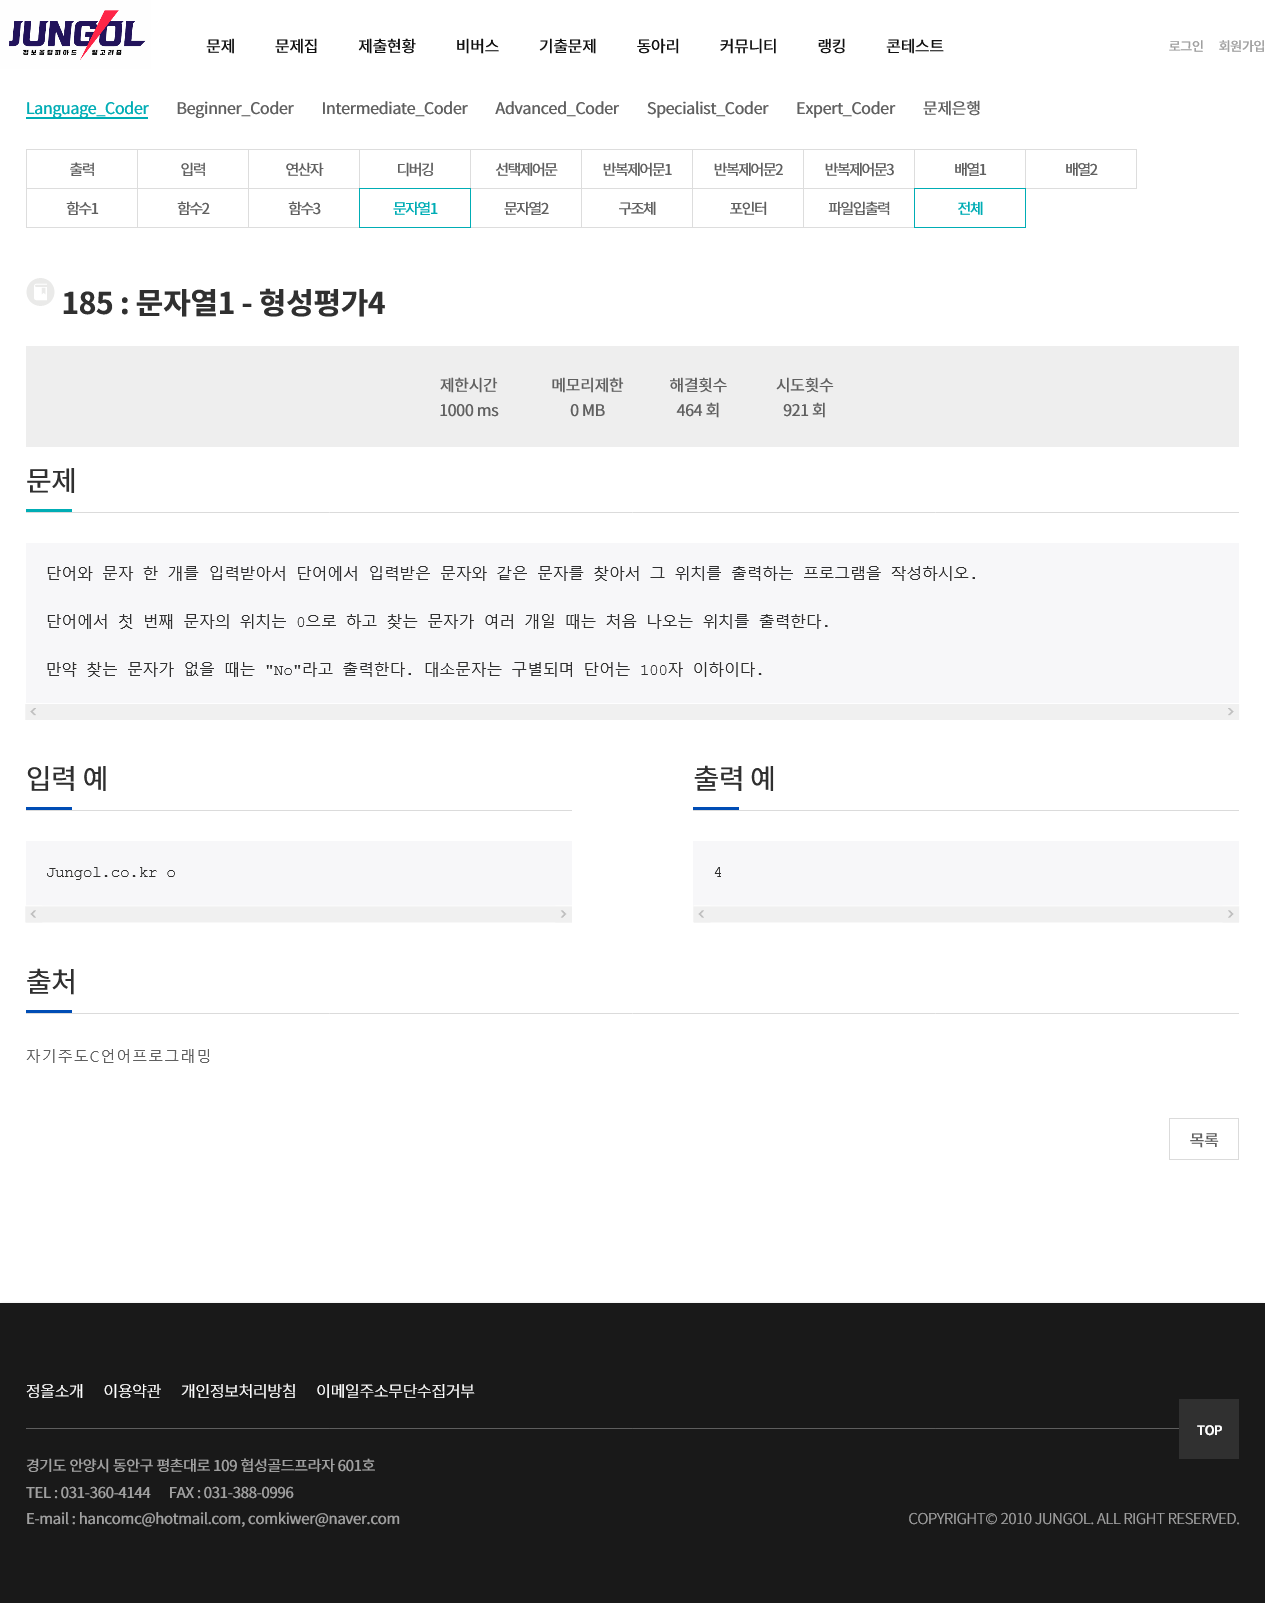 JUNGOL
정보올림피아드 알고리즘
문제 문제집 제출현황 비버스 기출문제 동아리 커뮤니티 랭킹 콘테스트 로그인 회원가입
Language_Coder Beginner_Coder Intermediate_Coder Advanced_Coder Specialist_Coder Expert_Coder 문제은행
출력 입력 연산자 디버깅 선택제어문 반복제어문1 반복제어문2 반복제어문3 배열1 배열2
함수1 함수2 함수3 문자열1 문자열2 구조체 포인터 파일입출력 전체
185 : 문자열1 - 형성평가4
제한시간 메모리제한 해결횟수 시도횟수
1000 ms 0 MB 464 회 921 회
문제
단어와 문자 한 개를 입력받아서 단어에서 입력받은 문자와 같은 문자를 찾아서 그 위치를 출력하는 프로그램을 작성하시오.
단어에서 첫 번째 문자의 위치는 0으로 하고 찾는 문자가 여러 개일 때는 처음 나오는 위치를 출력한다.
만약 찾는 문자가 없을 때는 "No"라고 출력한다. 대소문자는 구별되며 단어는 100자 이하이다.
입력 예 출력 예
Jungol.co.kr o 4
출처
자기주도C언어프로그래밍
목록
정올소개 이용약관 개인정보처리방침 이메일주소무단수집거부
TOP
경기도 안양시 동안구 평촌대로 109 협성골드프라자 601호
TEL : 031-360-4144 FAX : 031-388-0996
E-mail : hancomc@hotmail.com, comkiwer@naver.com COPYRIGHT© 2010 JUNGOL. ALL RIGHT RESERVED.